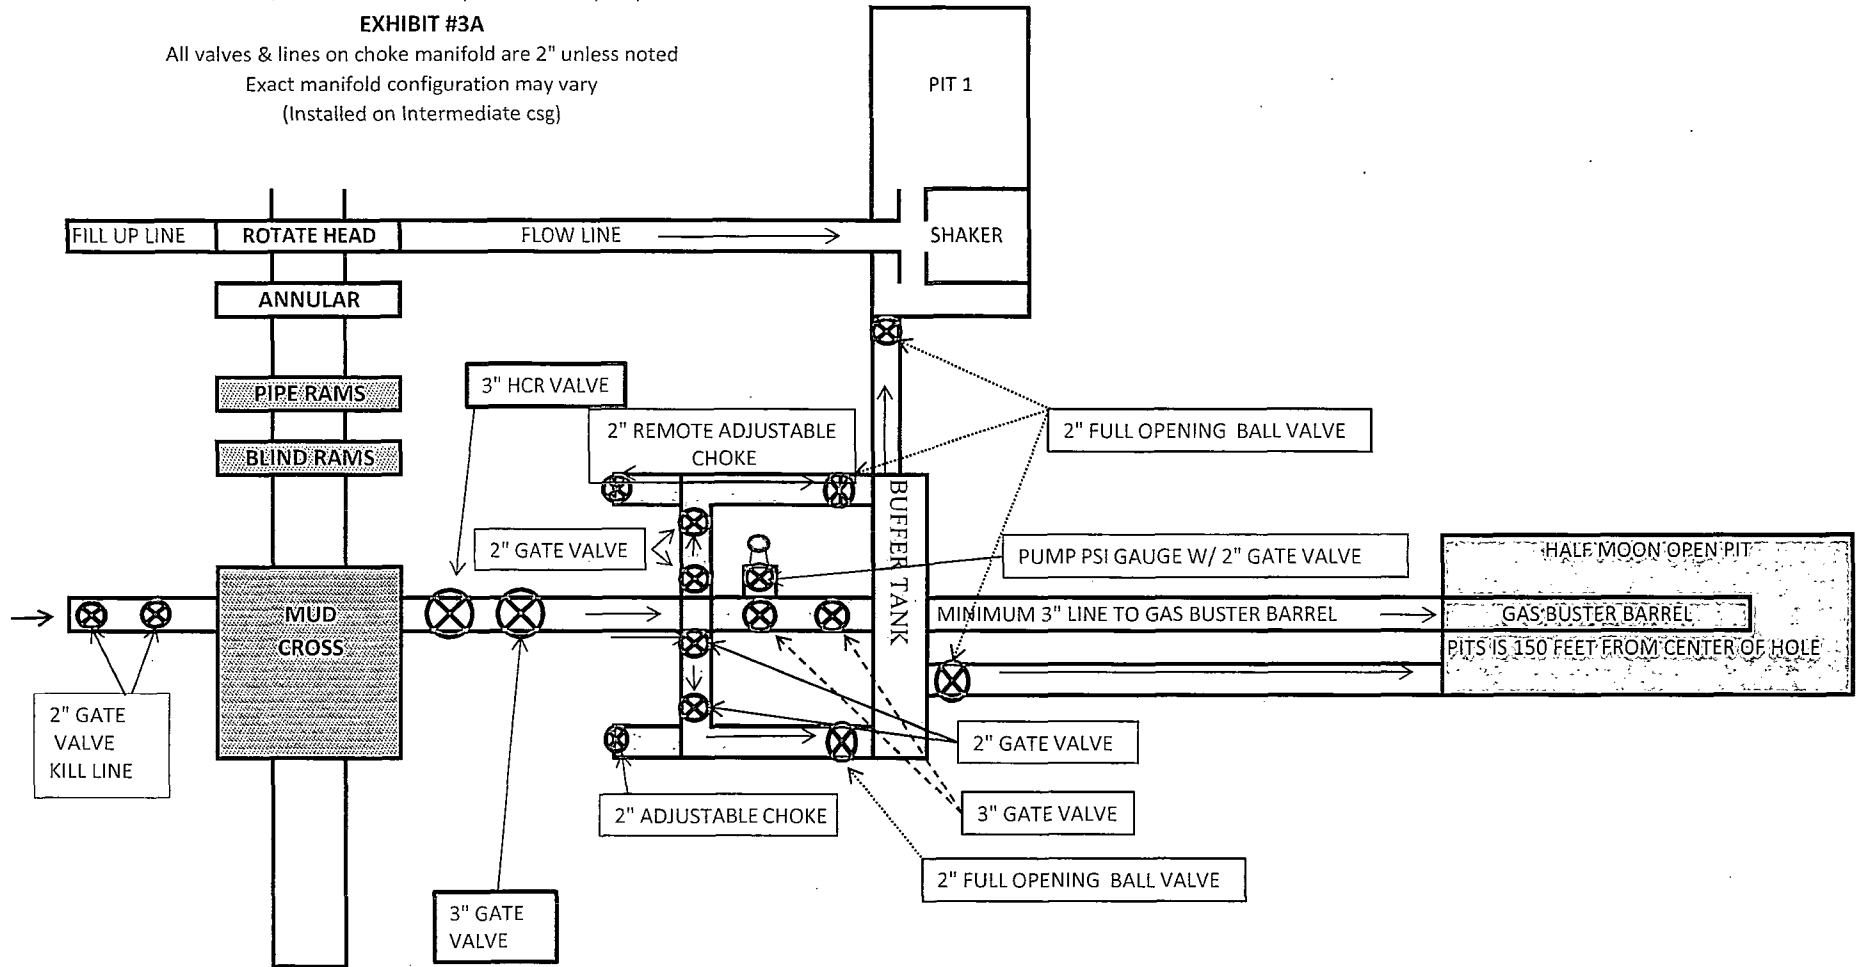 EXHIBIT #3A
All valves & lines on choke manifold are 2" unless noted
Exact manifold configuration may vary
(Installed on Intermediate csg)
PIT 1
FILL UP LINE
ROTATE HEAD
FLOW LINE
SHAKER
ANNULAR
PIPE RAMS
3" HCR VALVE
2" REMOTE ADJUSTABLE
CHOKE
2" FULL OPENING BALL VALVE
BLIND RAMS
BUFFER TANK
2" GATE VALVE
PUMP PSI GAUGE W/ 2" GATE VALVE
HALF MOON OPEN PIT
MUD
CROSS
MINIMUM 3" LINE TO GAS BUSTER BARREL
GAS BUSTER BARREL
PITS IS 150 FEET FROM CENTER OF HOLE
2" GATE
VALVE
KILL LINE
2" GATE VALVE
2" ADJUSTABLE CHOKE
3" GATE VALVE
2" FULL OPENING BALL VALVE
3" GATE
VALVE